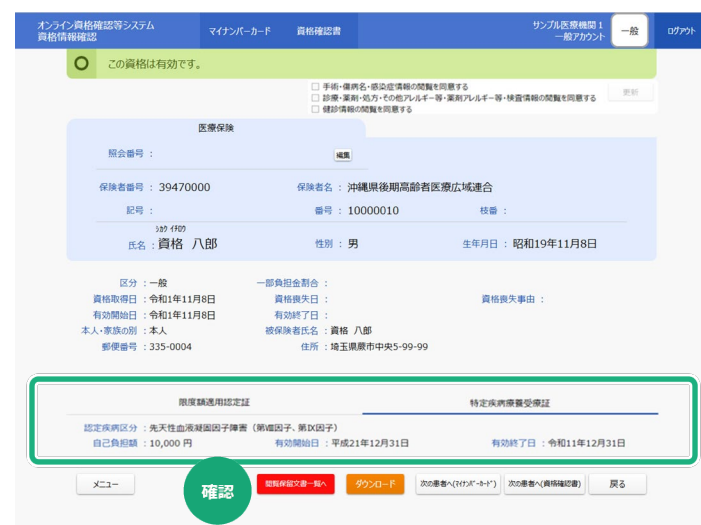 オンライン資格確認等システム
資格情報確認
マイナンバーカード 資格確認書
サンプル医療機関1
一般アカウント
一般
ログアウト
この資格は有効です。
手術・傷病名・感染症情報の閲覧を同意する
診療・薬剤・処方・その他アレルギー等・薬剤アレルギー等・検査情報の閲覧を同意する
健診情報の閲覧を同意する
更新
医療保険
照会番号 : 編集
保険者番号 : 39470000 保険者名 : 沖縄県後期高齢者医療広域連合
記号 : 番号 : 10000010 枝番 :
シカク イチロウ
氏名 : 資格 八郎 性別 : 男 生年月日 : 昭和19年11月8日
区分 : 一般 一部負担金割合 :
資格取得日 : 令和1年11月8日 資格喪失日 : 資格喪失事由 :
有効開始日 : 令和1年11月8日 有効終了日 :
本人・家族の別 : 本人 被保険者氏名 : 資格 八郎
郵便番号 : 335-0004 住所 : 埼玉県蕨市中央5-99-99
限度額適用認定証 特定疾病療養受療証
認定疾病区分 : 先天性血液凝固因子障害（第Ⅷ因子、第Ⅸ因子）
自己負担額 : 10,000 円 有効開始日 : 平成21年12月31日 有効終了日 : 令和11年12月31日
メニュー
確認
閲覧保留文書一覧へ
ダウンロード
次の患者へ(マイナンバーカード)
次の患者へ(資格確認書)
戻る